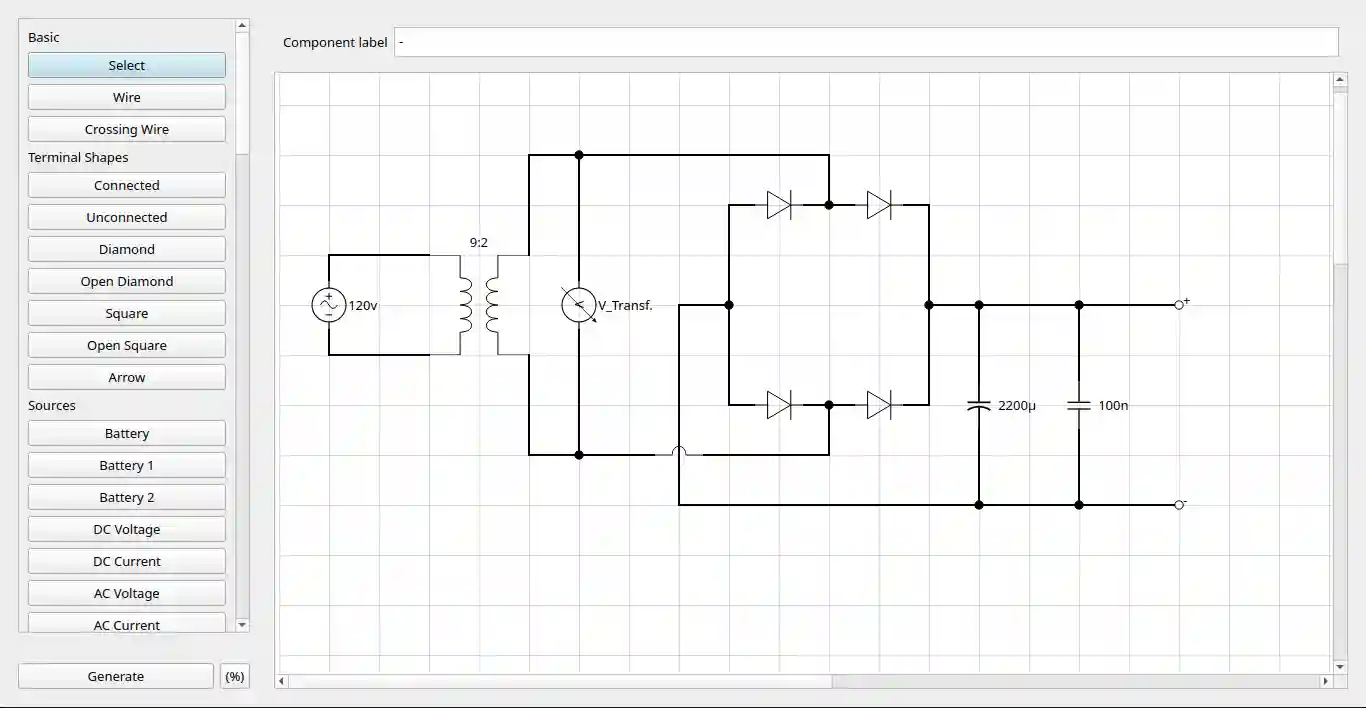 Basic
Select
Wire
Crossing Wire
Terminal Shapes
Connected
Unconnected
Diamond
Open Diamond
Square
Open Square
Arrow
Sources
Battery
Battery 1
Battery 2
DC Voltage
DC Current
AC Voltage
AC Current
Generate
(%)
Component label
-
9:2
120v
V_Transf.
+
2200µ
100n
-